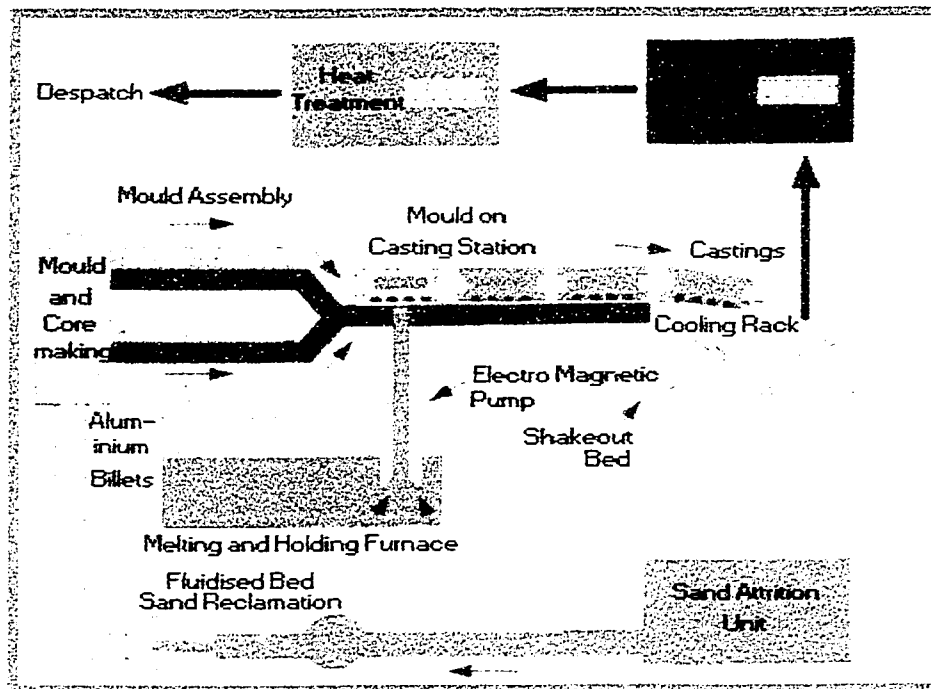 Despatch
Heat
Treatment
Mould Assembly
Mould on
Casting Station
Castings
Mould
and
Core
making
Cooling Rack
Electro Magnetic
Pump
Shakeout
Bed
Alum-
inium
Billets
Melting and Holding Furnace
Fluidised Bed
Sand Reclamation
Sand Attrition
Unit